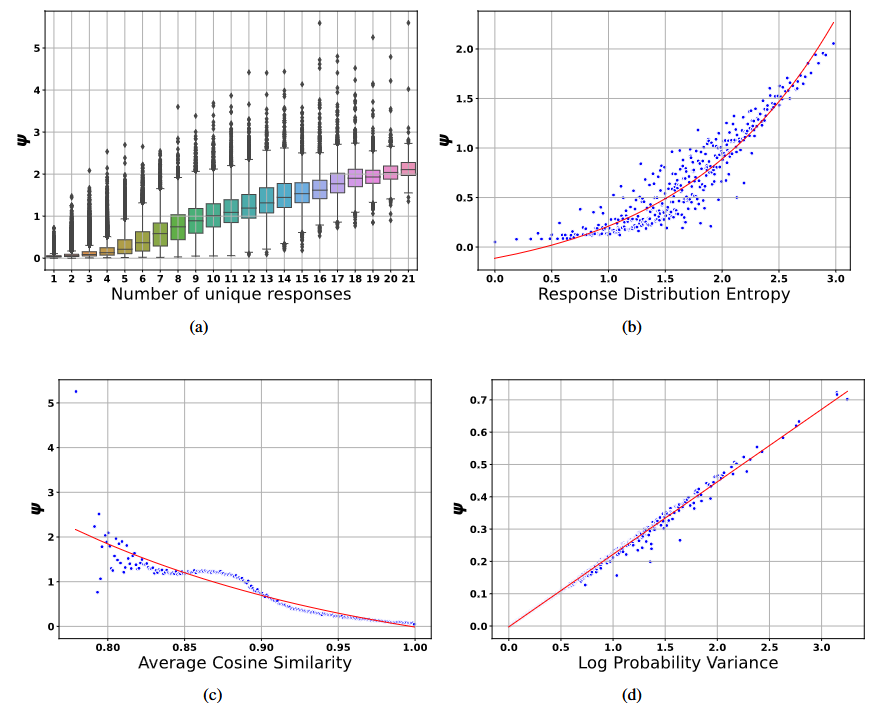 5
4
3
2
1
0
ψ
1 2 3 4 5 6 7 8 9 10 11 12 13 14 15 16 17 18 19 20 21
Number of unique responses
(a)
2.0
1.5
1.0
0.5
0.0
ψ
0.0 0.5 1.0 1.5 2.0 2.5 3.0
Response Distribution Entropy
(b)
5
4
3
2
1
0
ψ
0.80 0.85 0.90 0.95 1.00
Average Cosine Similarity
(c)
0.7
0.6
0.5
0.4
0.3
0.2
0.1
0.0
ψ
0.0 0.5 1.0 1.5 2.0 2.5 3.0
Log Probability Variance
(d)